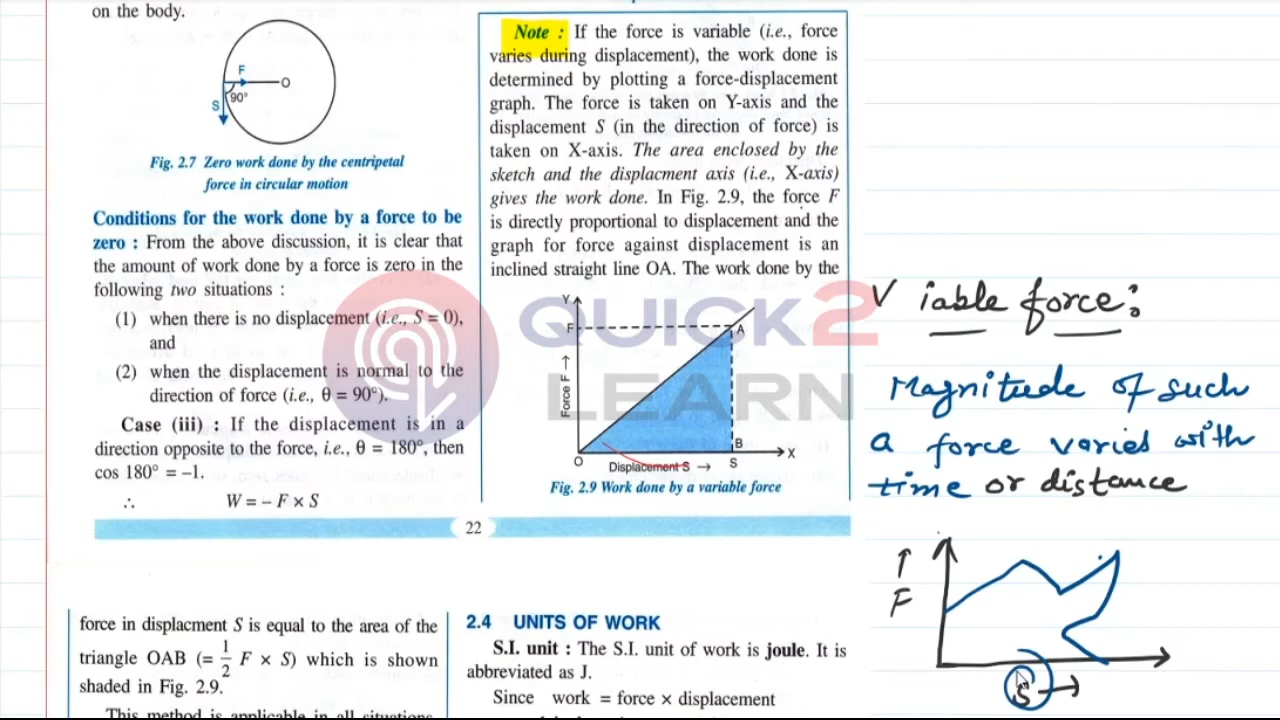 on the body.
F
O
90°
S
Fig. 2.7 Zero work done by the centripetal
force in circular motion
Conditions for the work done by a force to be
zero : From the above discussion, it is clear that
the amount of work done by a force is zero in the
following two situations :
(1) when there is no displacement (i.e., S = 0),
and
(2) when the displacement is normal to the
direction of force (i.e., θ = 90°).
Case (iii) : If the displacement is in a
direction opposite to the force, i.e., θ = 180°, then
cos 180° = –1.
∴ W = – F × S
Note : If the force is variable (i.e., force
varies during displacement), the work done is
determined by plotting a force-displacement
graph. The force is taken on Y-axis and the
displacement S (in the direction of force) is
taken on X-axis. The area enclosed by the
sketch and the displacment axis (i.e., X-axis)
gives the work done. In Fig. 2.9, the force F
is directly proportional to displacement and the
graph for force against displacement is an
inclined straight line OA. The work done by the
Y
F
A
Force F →
B
X
O
Displacement S →
S
Fig. 2.9 Work done by a variable force
QUICK2
LEARN
22
force in displacment S is equal to the area of the
triangle OAB (= 1/2 F × S) which is shown
shaded in Fig. 2.9.
This method is applicable in all situations
2.4 UNITS OF WORK
S.I. unit : The S.I. unit of work is joule. It is
abbreviated as J.
Since work = force × displacement
V iable force:
Magnitude of such
a force varies with
time or distance
↑
F
S →